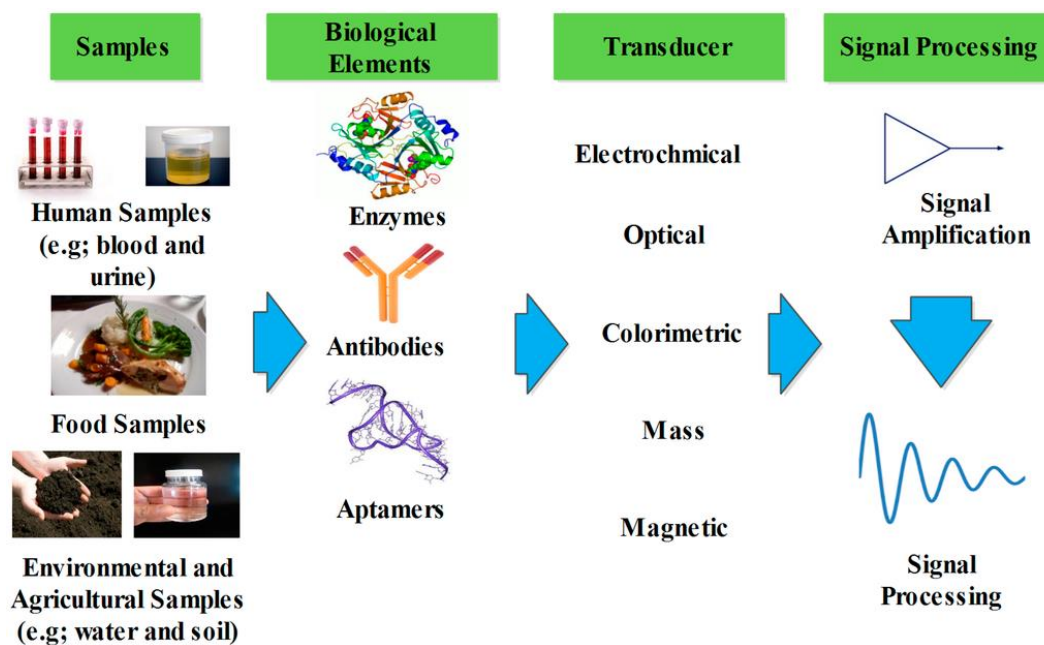 Samples
Human Samples
(e.g; blood and
urine)
Food Samples
Environmental and
Agricultural Samples
(e.g; water and soil)
Biological
Elements
Enzymes
Antibodies
Aptamers
Transducer
Electrochmical
Optical
Colorimetric
Mass
Magnetic
Signal Processing
Signal
Amplification
Signal
Processing